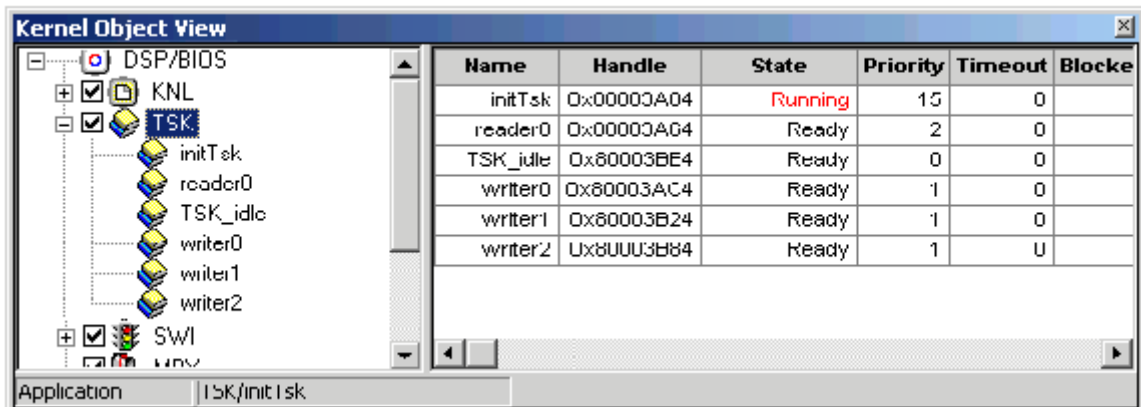 Kernel Object View
DSP/BIOS
KNL
TSK
initTsk
reader0
TSK_idle
writer0
writer1
writer2
SWI
Name Handle State Priority Timeout Blocke
initTsk Running 15 0
reader0 Ready 2 0
TSK_idle 0x80003BE4 Ready 0 0
writer0 0x80003AC4 Ready 1 0
writer1 0x80003B24 Ready 1 0
writer2 0x80003B84 Ready 1 0
Application TSK/initTsk